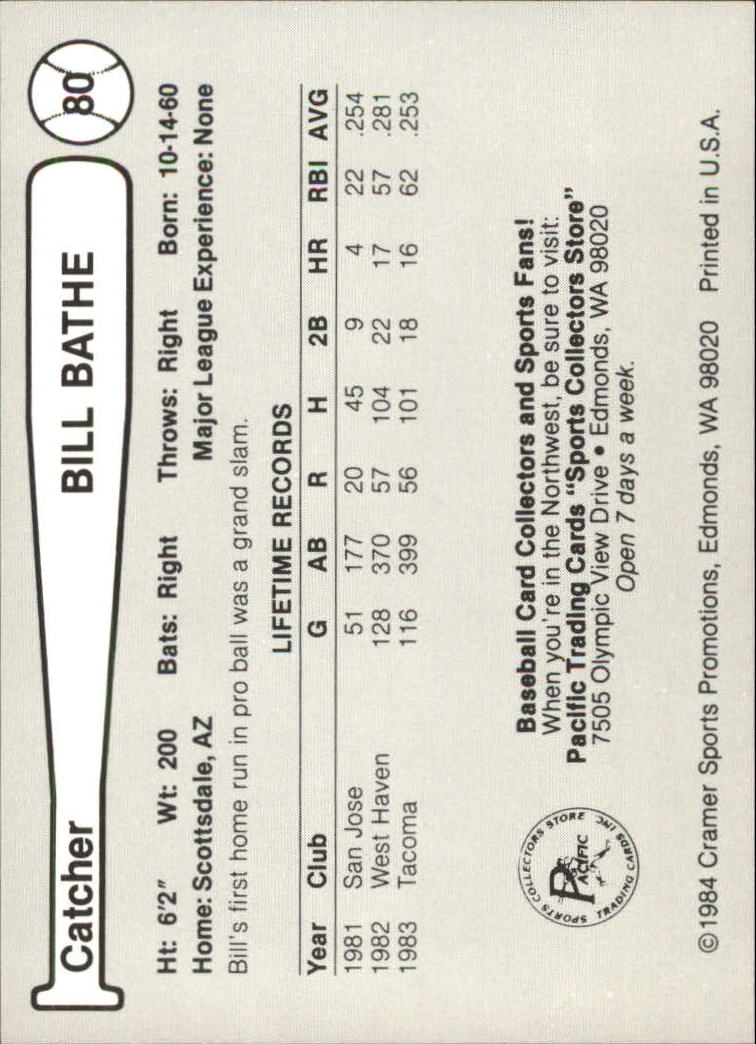 Catcher BILL BATHE 80
Ht: 6'2" Wt: 200 Bats: Right Throws: Right Born: 10-14-60
Home: Scottsdale, AZ Major League Experience: None
Bill's first home run in pro ball was a grand slam.
LIFETIME RECORDS
Year Club G AB R H 2B HR RBI AVG
1981 San Jose 51 177 20 45 9 4 22 .254
1982 West Haven 128 370 57 104 22 17 57 .281
1983 Tacoma 116 399 56 101 18 16 62 .253
Baseball Card Collectors and Sports Fans!
When you're in the Northwest, be sure to visit:
Pacific Trading Cards "Sports Collectors Store"
7505 Olympic View Drive • Edmonds, WA 98020
Open 7 days a week.
SPORTS COLLECTORS STORE
PACIFIC
TRADING CARDS INC
©1984 Cramer Sports Promotions, Edmonds, WA 98020 Printed in U.S.A.